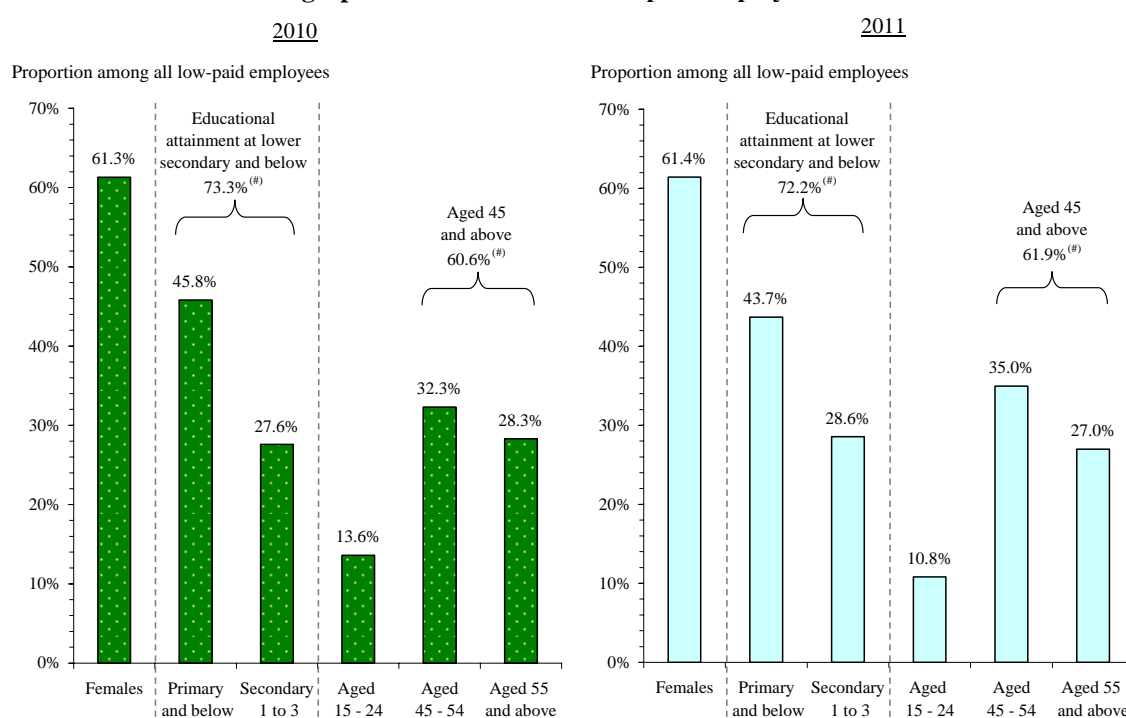 2010
Proportion among all low-paid employees
70%
60%
50%
40%
30%
20%
10%
0%
Educational
attainment at lower
secondary and below
73.3% (#)
Aged 45
and above
60.6% (#)
61.3%
45.8%
27.6%
13.6%
32.3%
28.3%
Females
Primary
and below
Secondary
1 to 3
Aged
15 - 24
Aged
45 - 54
Aged 55
and above
2011
Proportion among all low-paid employees
70%
60%
50%
40%
30%
20%
10%
0%
Educational
attainment at lower
secondary and below
72.2% (#)
Aged 45
and above
61.9% (#)
61.4%
43.7%
28.6%
10.8%
35.0%
27.0%
Females
Primary
and below
Secondary
1 to 3
Aged
15 - 24
Aged
45 - 54
Aged 55
and above